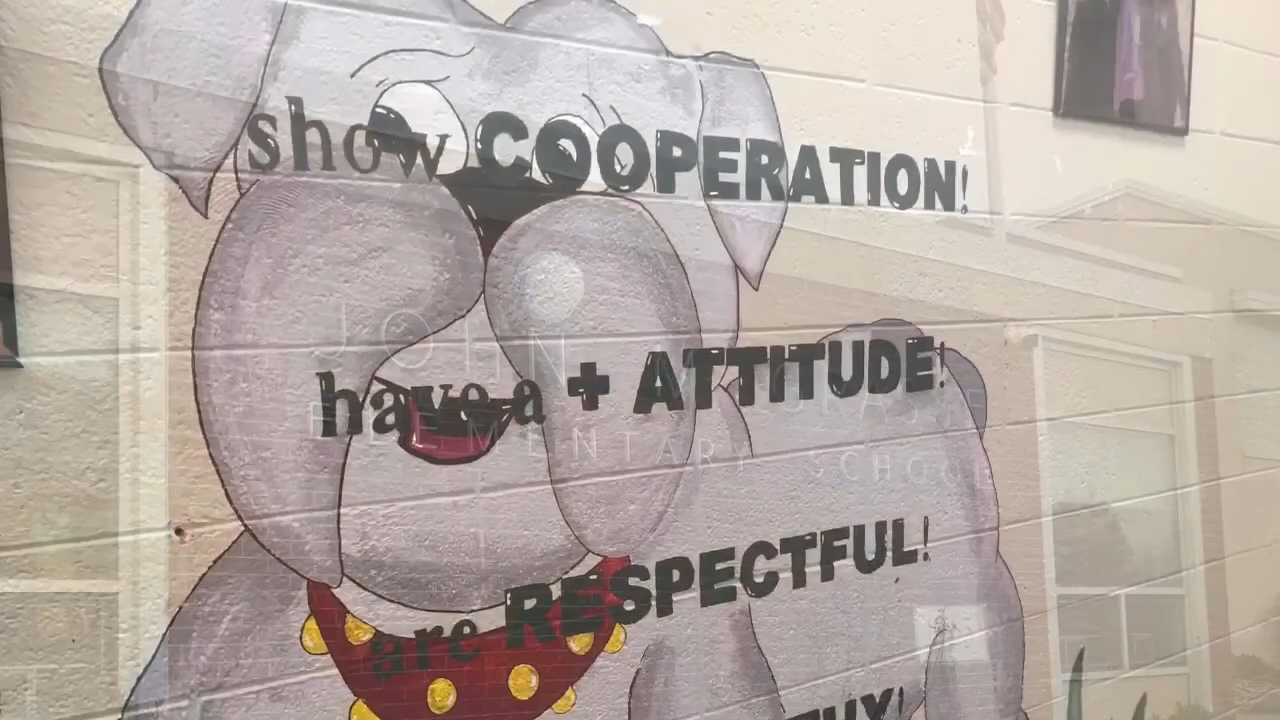 show COOPERATION!
JOHN
have a + ATTITUDE!
ELEMENTARY SCHOOL
are RESPECTFUL!